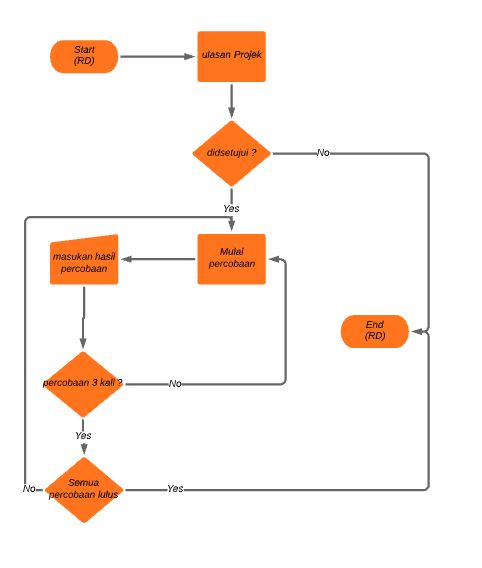 Start
(RD)
ulasan Projek
didsetujui ?
No
Yes
Mulai
percobaan
masukan hasil
percobaan
End
(RD)
percobaan 3 kali ?
No
Yes
Semua
percobaan lulus
No
Yes